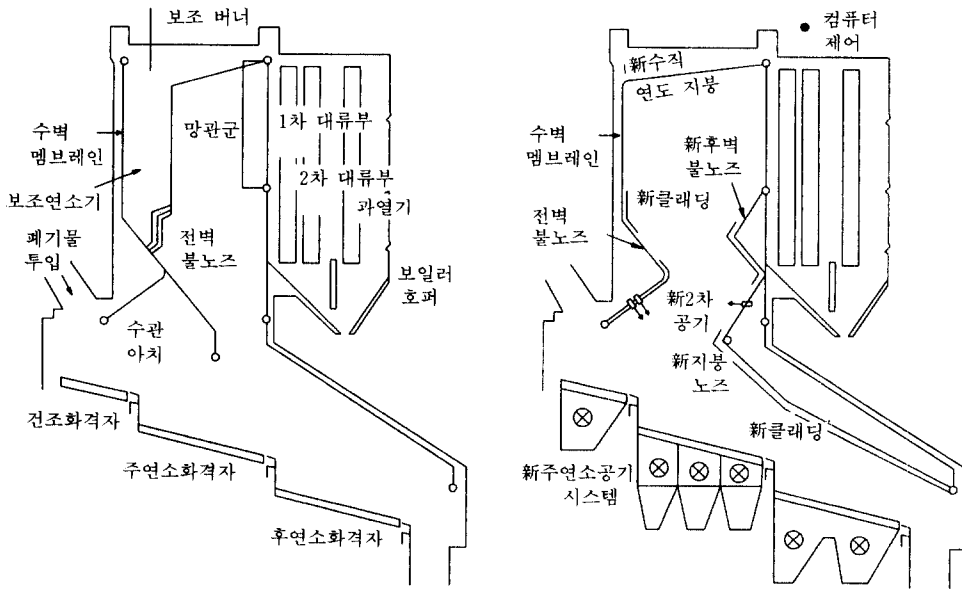 보조 버너
수벽
멤브레인
망관군
1차 대류부
2차 대류부
과열기
보조연소기
폐기물
투입
전벽
불노즈
보일러
호퍼
수관
아치
건조화격자
주연소화격자
후연소화격자
컴퓨터
제어
新수직
연도 지붕
수벽
멤브레인
新후벽
불노즈
新클래딩
전벽
불노즈
新2차
공기
新지붕
노즈
新클래딩
新주연소공기
시스템